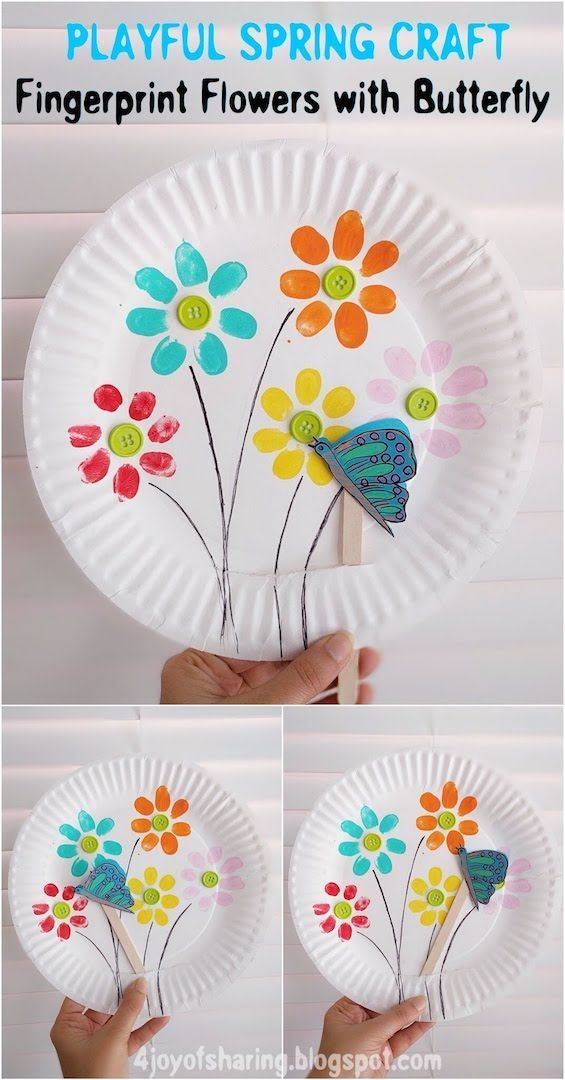 PLAYFUL SPRING CRAFT
Fingerprint Flowers with Butterfly
4joyofsharing.blogspot.com